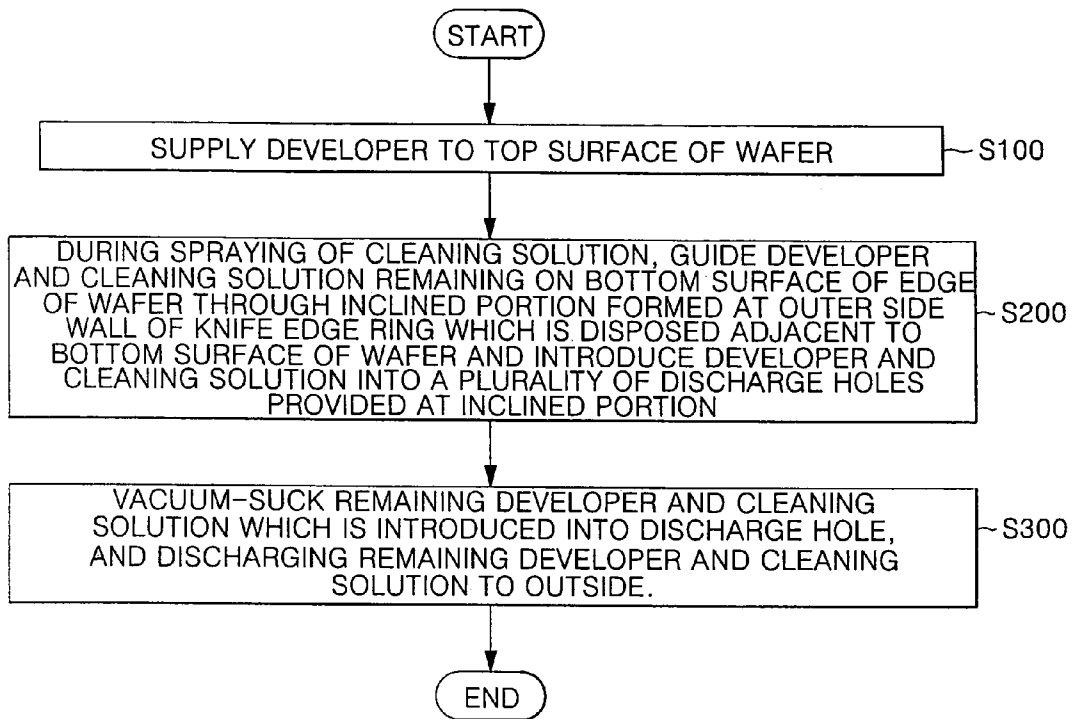 START
SUPPLY DEVELOPER TO TOP SURFACE OF WAFER
S100
DURING SPRAYING OF CLEANING SOLUTION, GUIDE DEVELOPER
AND CLEANING SOLUTION REMAINING ON BOTTOM SURFACE OF EDGE
OF WAFER THROUGH INCLINED PORTION FORMED AT OUTER SIDE
WALL OF KNIFE EDGE RING WHICH IS DISPOSED ADJACENT TO
BOTTOM SURFACE OF WAFER AND INTRODUCE DEVELOPER AND
CLEANING SOLUTION INTO A PLURALITY OF DISCHARGE HOLES
PROVIDED AT INCLINED PORTION
S200
VACUUM-SUCK REMAINING DEVELOPER AND CLEANING
SOLUTION WHICH IS INTRODUCED INTO DISCHARGE HOLE,
AND DISCHARGING REMAINING DEVELOPER AND CLEANING
SOLUTION TO OUTSIDE.
S300
END